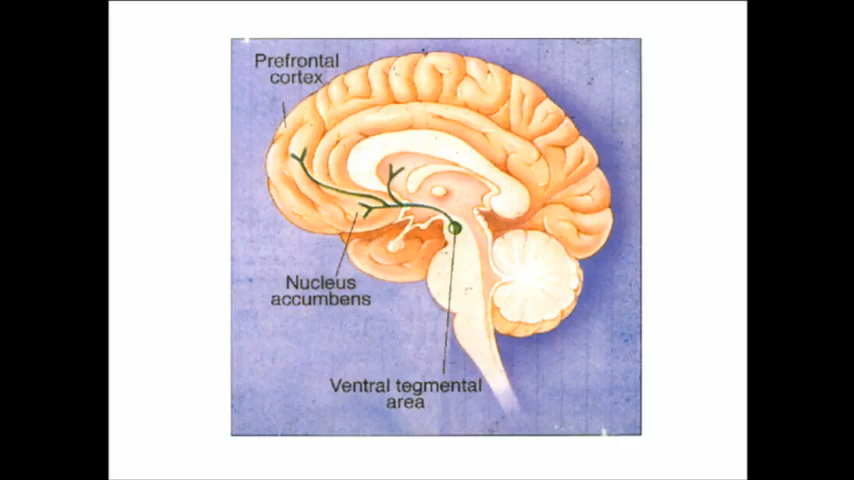 Prefrontal
cortex
Nucleus
accumbens
Ventral tegmental
area